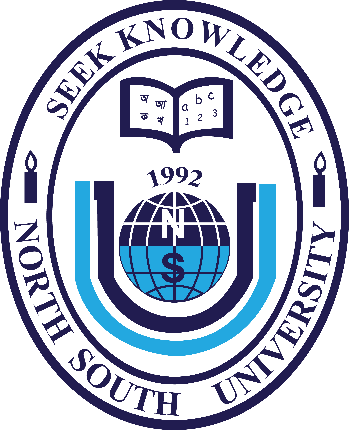 SEEK KNOWLEDGE
অ আ
ক খ
a b c
1 2 3
1992
N
S
NORTH SOUTH UNIVERSITY